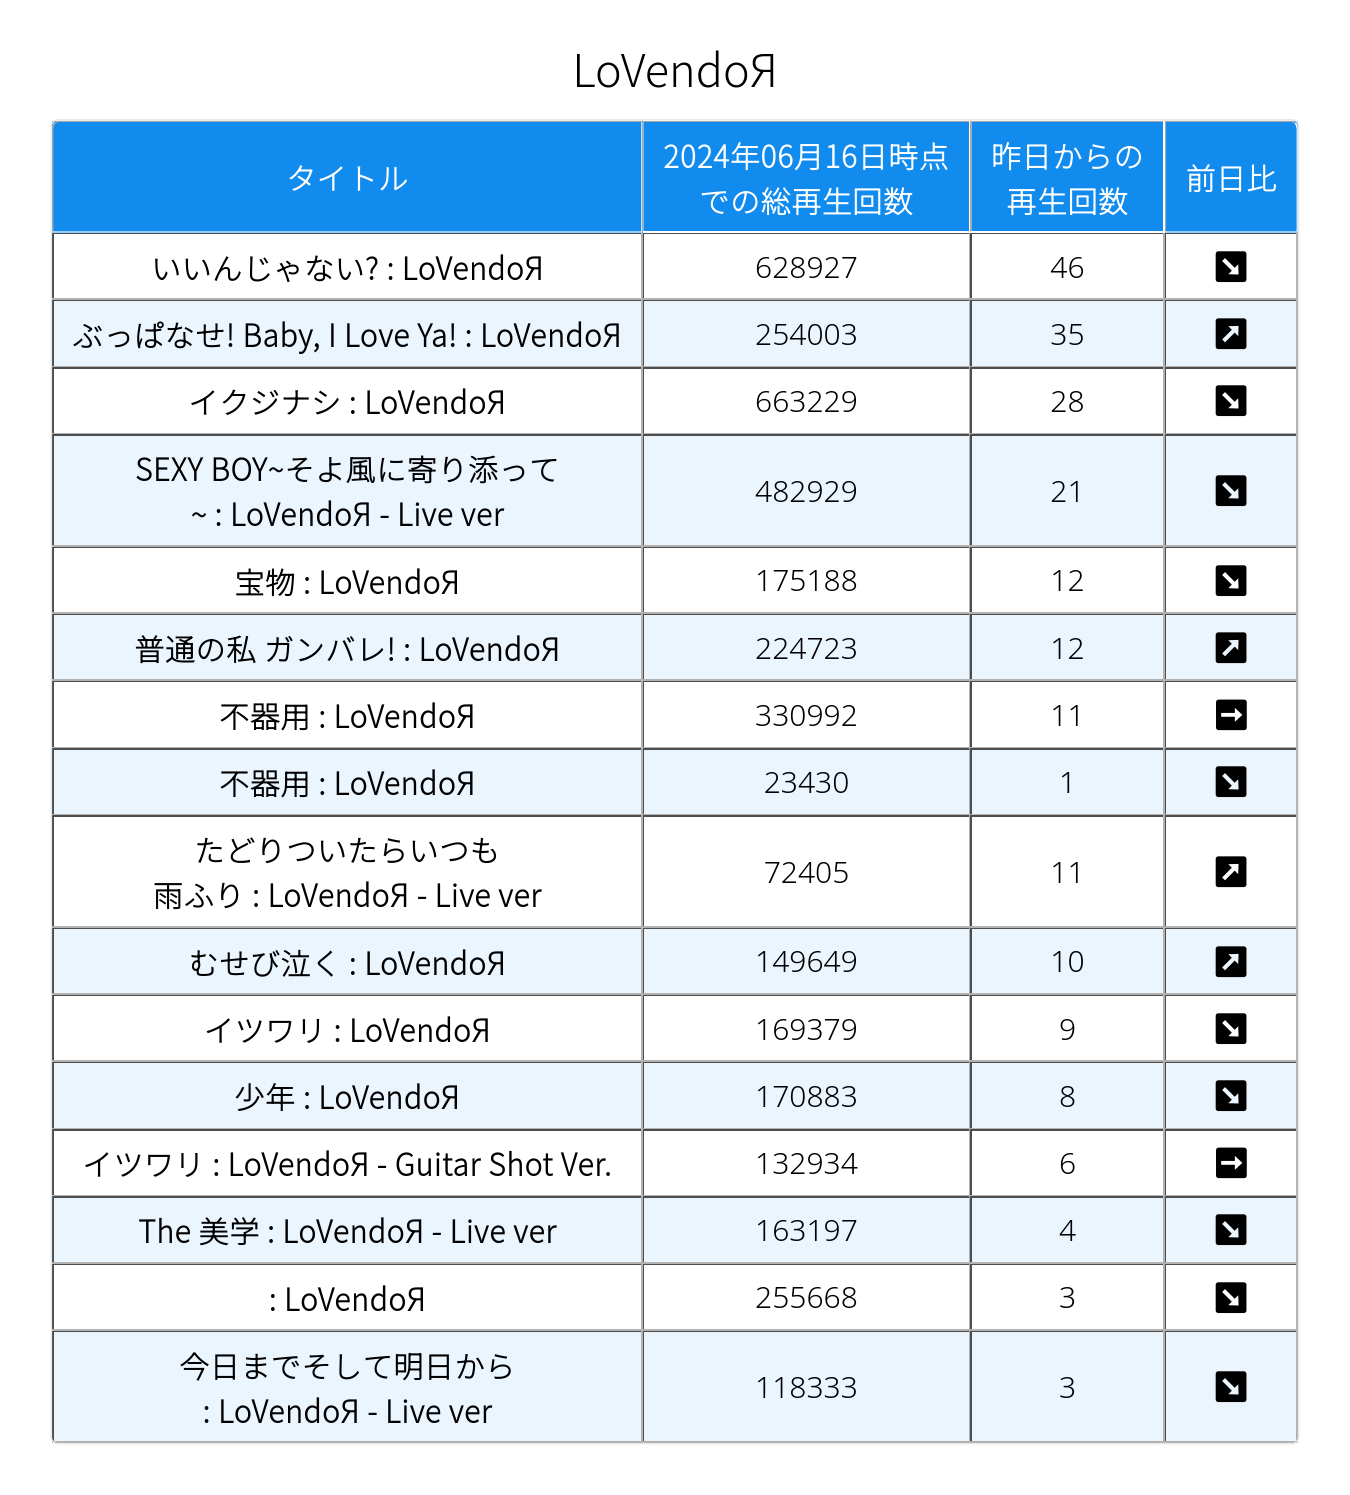 LoVendoЯ
タイトル
2024年06月16日時点
での総再生回数
昨日からの
再生回数
前日比
いいんじゃない? : LoVendoЯ 628927 46 ↘
ぶっぱなせ! Baby, I Love Ya! : LoVendoЯ 254003 35 ↗
イクジナシ : LoVendoЯ 663229 28 ↘
SEXY BOY~そよ風に寄り添って
~ : LoVendoЯ - Live ver 482929 21 ↘
宝物 : LoVendoЯ 175188 12 ↘
普通の私 ガンバレ! : LoVendoЯ 224723 12 ↗
不器用 : LoVendoЯ 330992 11 →
不器用 : LoVendoЯ 23430 1 ↘
たどりついたらいつも
雨ふり : LoVendoЯ - Live ver 72405 11 ↗
むせび泣く : LoVendoЯ 149649 10 ↗
イツワリ : LoVendoЯ 169379 9 ↘
少年 : LoVendoЯ 170883 8 ↘
イツワリ : LoVendoЯ - Guitar Shot Ver. 132934 6 →
The 美学 : LoVendoЯ - Live ver 163197 4 ↘
: LoVendoЯ 255668 3 ↘
今日までそして明日から
: LoVendoЯ - Live ver 118333 3 ↘